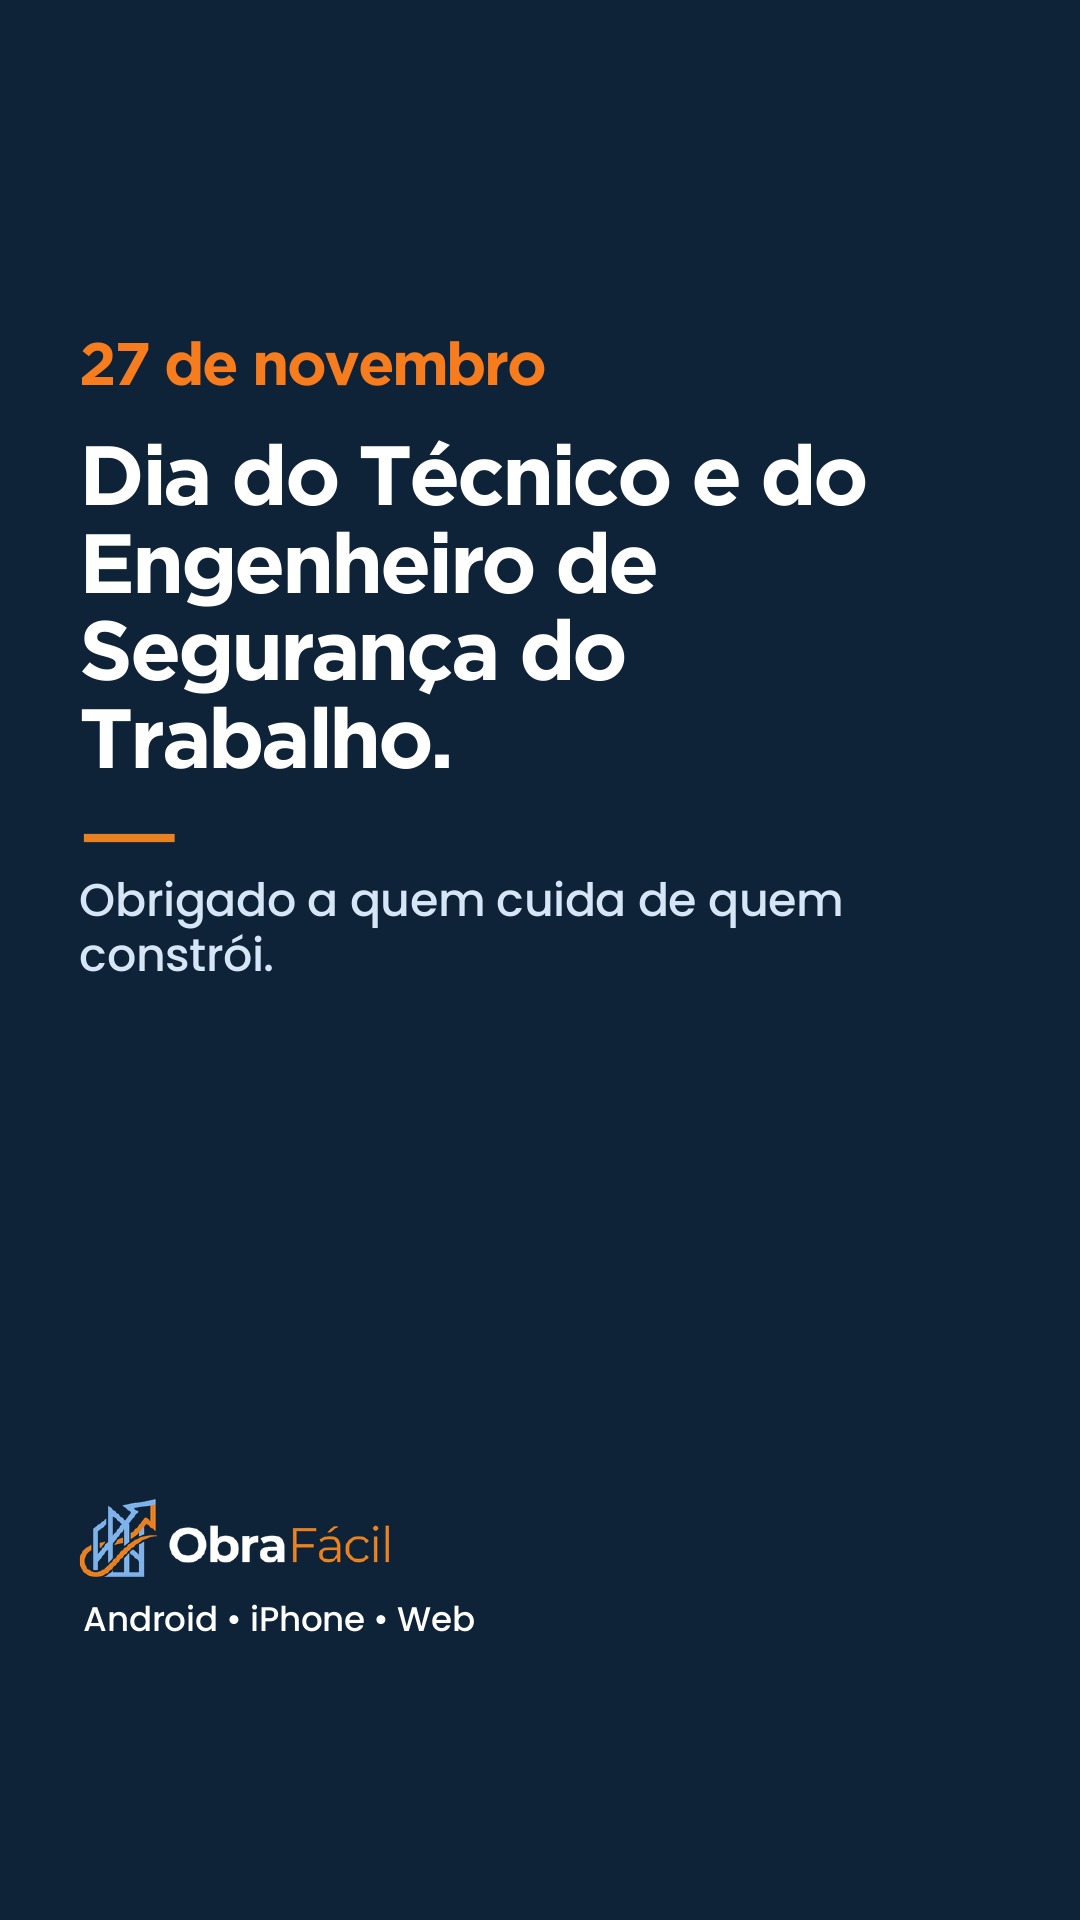 27 de novembro
Dia do Técnico e do
Engenheiro de
Segurança do
Trabalho.
Obrigado a quem cuida de quem
constrói.
ObraFácil
Android • iPhone • Web